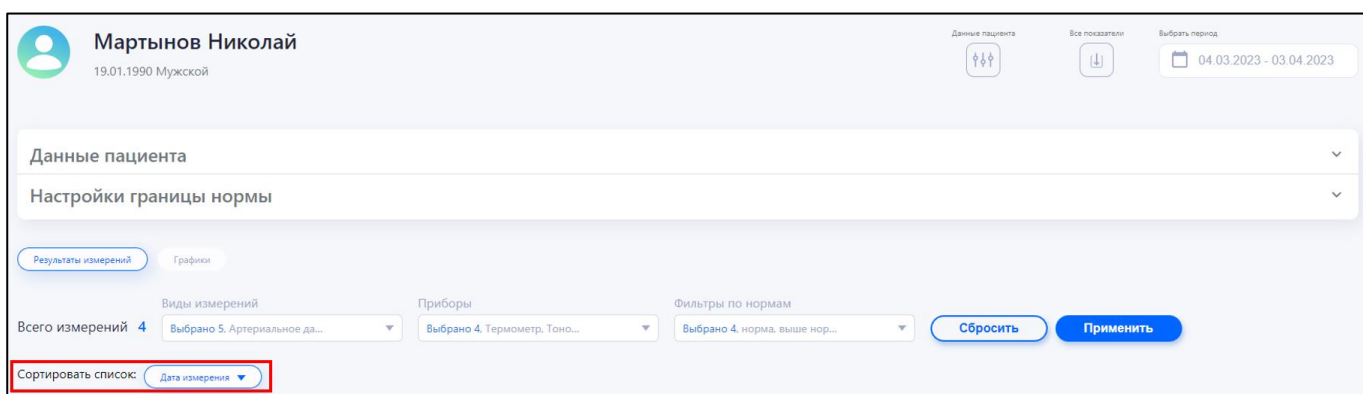 Мартынов Николай
19.01.1990 Мужской
Данные пациента
Все показатели
Выбрать период
04.03.2023 - 03.04.2023
Данные пациента
Настройки границы нормы
Результаты измерений
Графики
Всего измерений 4
Виды измерений
Выбрано 5. Артериальное да...
Приборы
Выбрано 4. Термометр, Тоно...
Фильтры по нормам
Выбрано 4. норма, выше нор...
Сбросить
Применить
Сортировать список:
Дата измерения